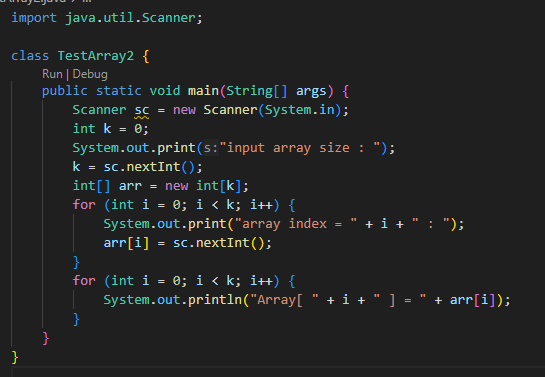 import java.util.Scanner;
class TestArray2 {
Run | Debug
public static void main(String[] args) {
Scanner sc = new Scanner(System.in);
int k = 0;
System.out.print(s:"input array size : ");
k = sc.nextInt();
int[] arr = new int[k];
for (int i = 0; i < k; i++) {
System.out.print("array index = " + i + " : ");
arr[i] = sc.nextInt();
}
for (int i = 0; i < k; i++) {
System.out.println("Array[ " + i + " ] = " + arr[i]);
}
}
}